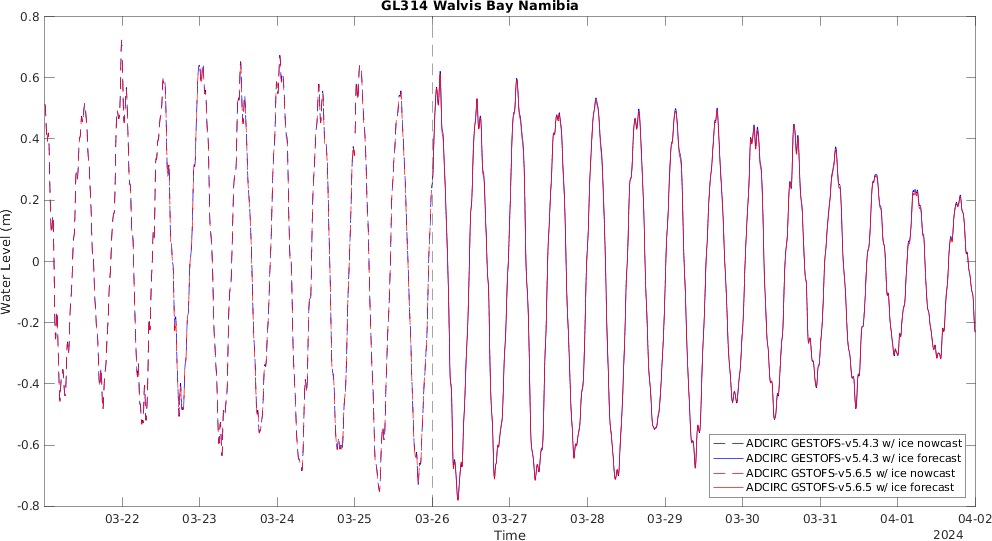 GL314 Walvis Bay Namibia
0.8
0.6
0.4
0.2
0
-0.2
-0.4
-0.6
-0.8
Water Level (m)
03-22 03-23 03-24 03-25 03-26 03-27 03-28 03-29 03-30 03-31 04-01 04-02
Time
2024
ADCIRC GESTOFS-v5.4.3 w/ ice nowcast
ADCIRC GESTOFS-v5.4.3 w/ ice forecast
ADCIRC GSTOFS-v5.6.5 w/ ice nowcast
ADCIRC GSTOFS-v5.6.5 w/ ice forecast